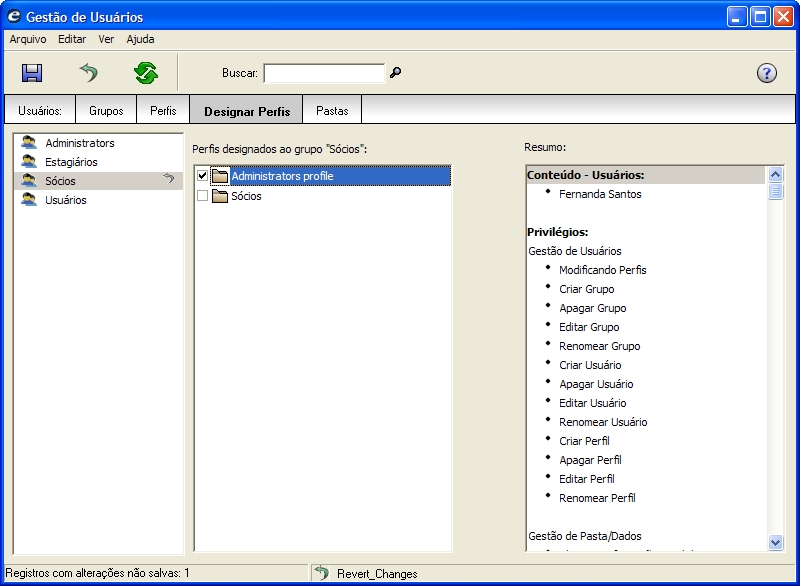 Gestão de Usuários
Arquivo Editar Ver Ajuda
Buscar:
Usuários: Grupos Perfis Designar Perfis Pastas
Administrators
Estagiários
Sócios
Usuários
Perfis designados ao grupo "Sócios":
Administrators profile
Sócios
Resumo:
Conteúdo - Usuários:
Fernanda Santos
Privilégios:
Gestão de Usuários
Modificando Perfis
Criar Grupo
Apagar Grupo
Editar Grupo
Renomear Grupo
Criar Usuário
Apagar Usuário
Editar Usuário
Renomear Usuário
Criar Perfil
Apagar Perfil
Editar Perfil
Renomear Perfil
Gestão de Pasta/Dados
Registros com alterações não salvas: 1
Revert_Changes